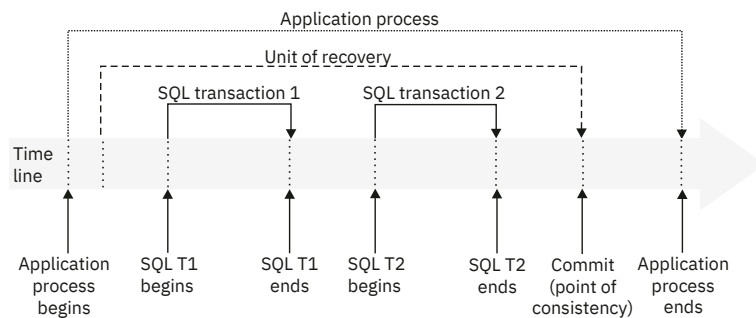 Application process
Unit of recovery
SQL transaction 1
SQL transaction 2
Time
line
Application
process
begins
SQL T1
begins
SQL T1
ends
SQL T2
begins
SQL T2
ends
Commit
(point of
consistency)
Application
process
ends